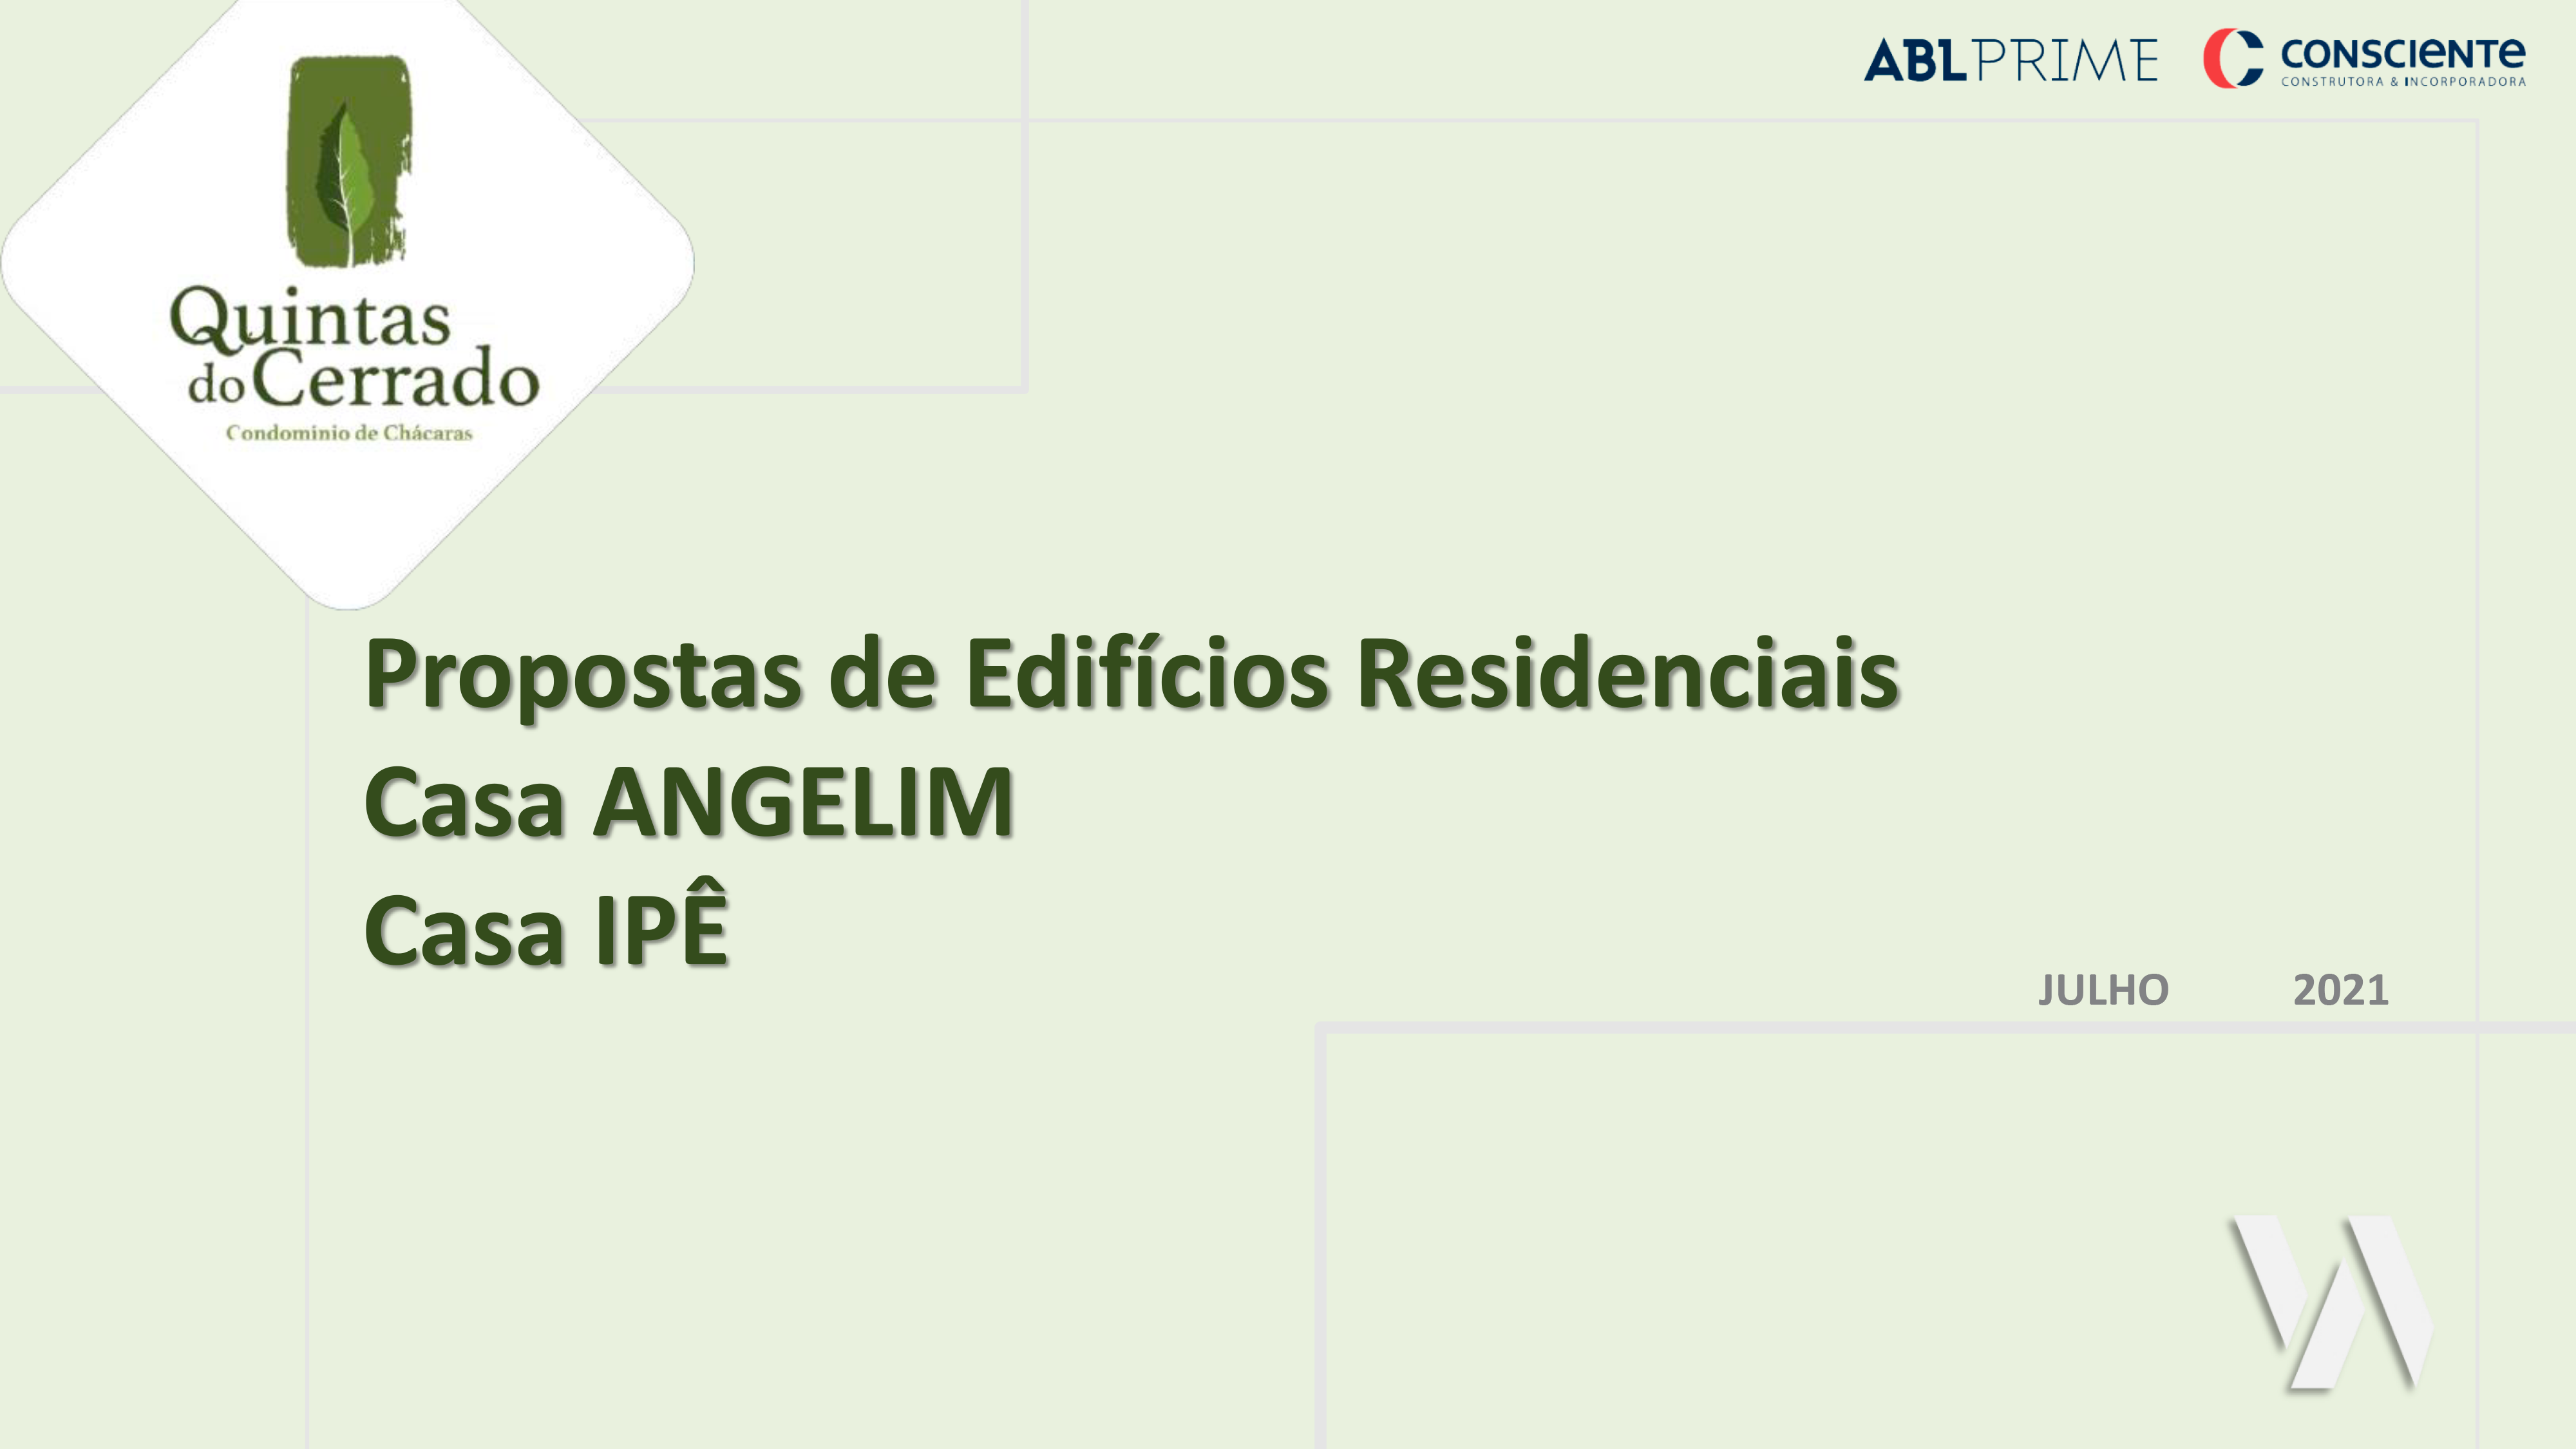 ABLPRIME
CONSCIeNTe
CONSTRUTORA & INCORPORADORA
Quintas
do Cerrado
Condomínio de Chácaras
Propostas de Edifícios Residenciais
Casa ANGELIM
Casa IPÊ
JULHO 2021